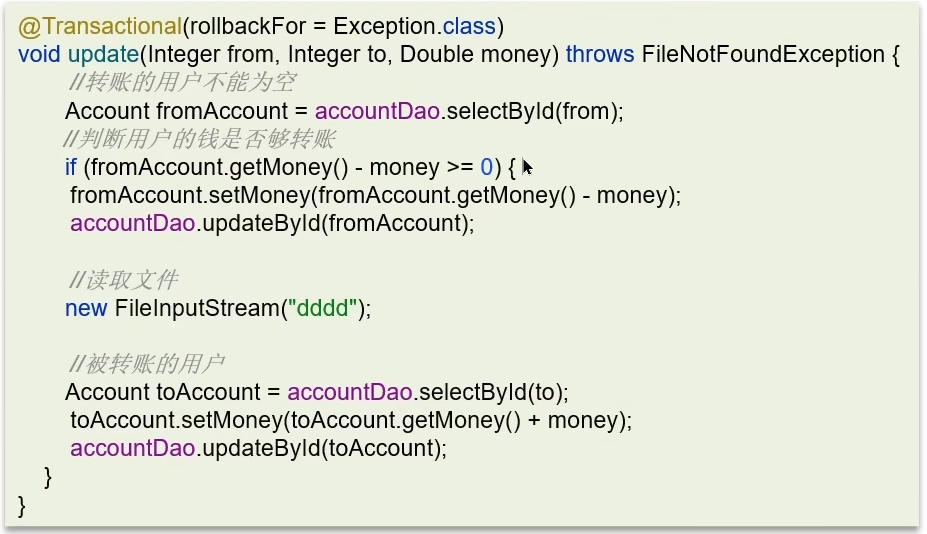 @Transactional(rollbackFor = Exception.class)
void update(Integer from, Integer to, Double money) throws FileNotFoundException {
//转账的用户不能为空
Account fromAccount = accountDao.selectById(from);
//判断用户的钱是否够转账
if (fromAccount.getMoney() - money >= 0) {
fromAccount.setMoney(fromAccount.getMoney() - money);
accountDao.updateById(fromAccount);
//读取文件
new FileInputStream("dddd");
//被转账的用户
Account toAccount = accountDao.selectById(to);
toAccount.setMoney(toAccount.getMoney() + money);
accountDao.updateById(toAccount);
}
}